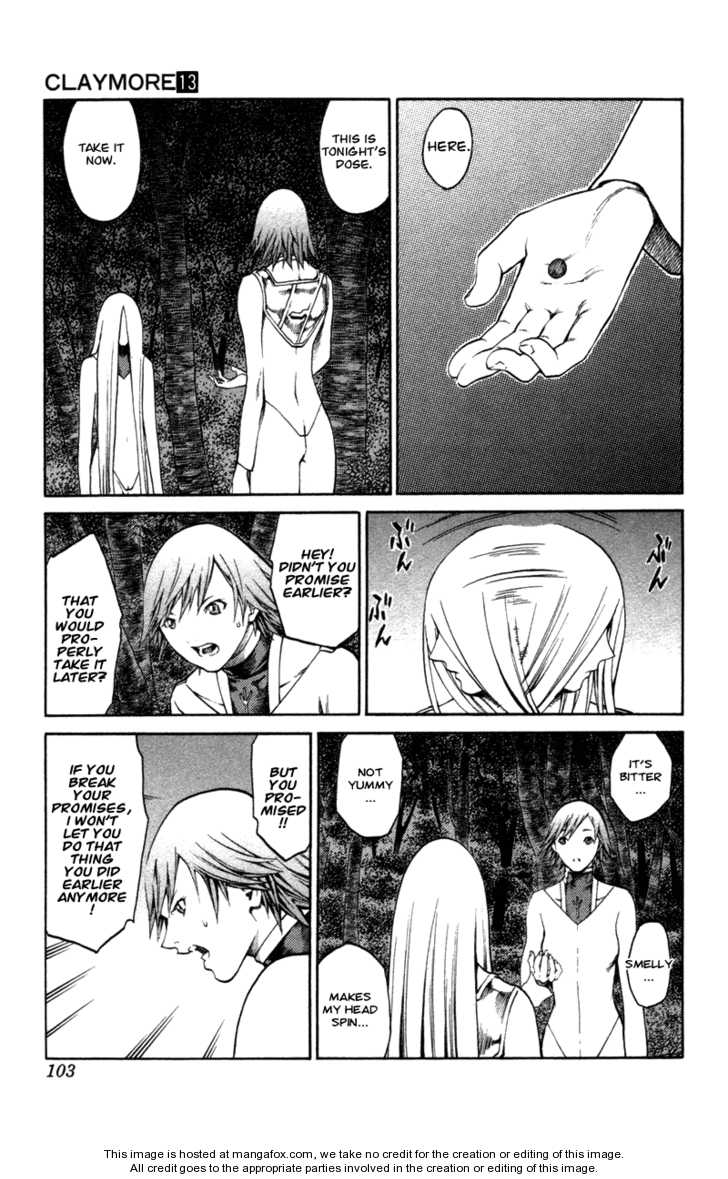 CLAYMORE 13
HERE.
THIS IS
TONIGHT'S
DOSE.
TAKE IT
NOW.
ぶん
ぶん
ぶん
HEY!
DIDN'T YOU
PROMISE
EARLIER?
THAT
YOU
WOULD
PRO-
PERLY
TAKE IT
LATER?
IT'S
BITTER
...
NOT
YUMMY
...
SMELLY
...
MAKES
MY HEAD
SPIN...
BUT
YOU
PRO-
MISED
!!
IF YOU
BREAK
YOUR
PROMISES,
I WON'T
LET YOU
DO THAT
THING
YOU DID
EARLIER
ANYMORE
!
103
This image is hosted at mangafox.com, we take no credit for the creation or editing of this image.
All credit goes to the appropriate parties involved in the creation or editing of this image.